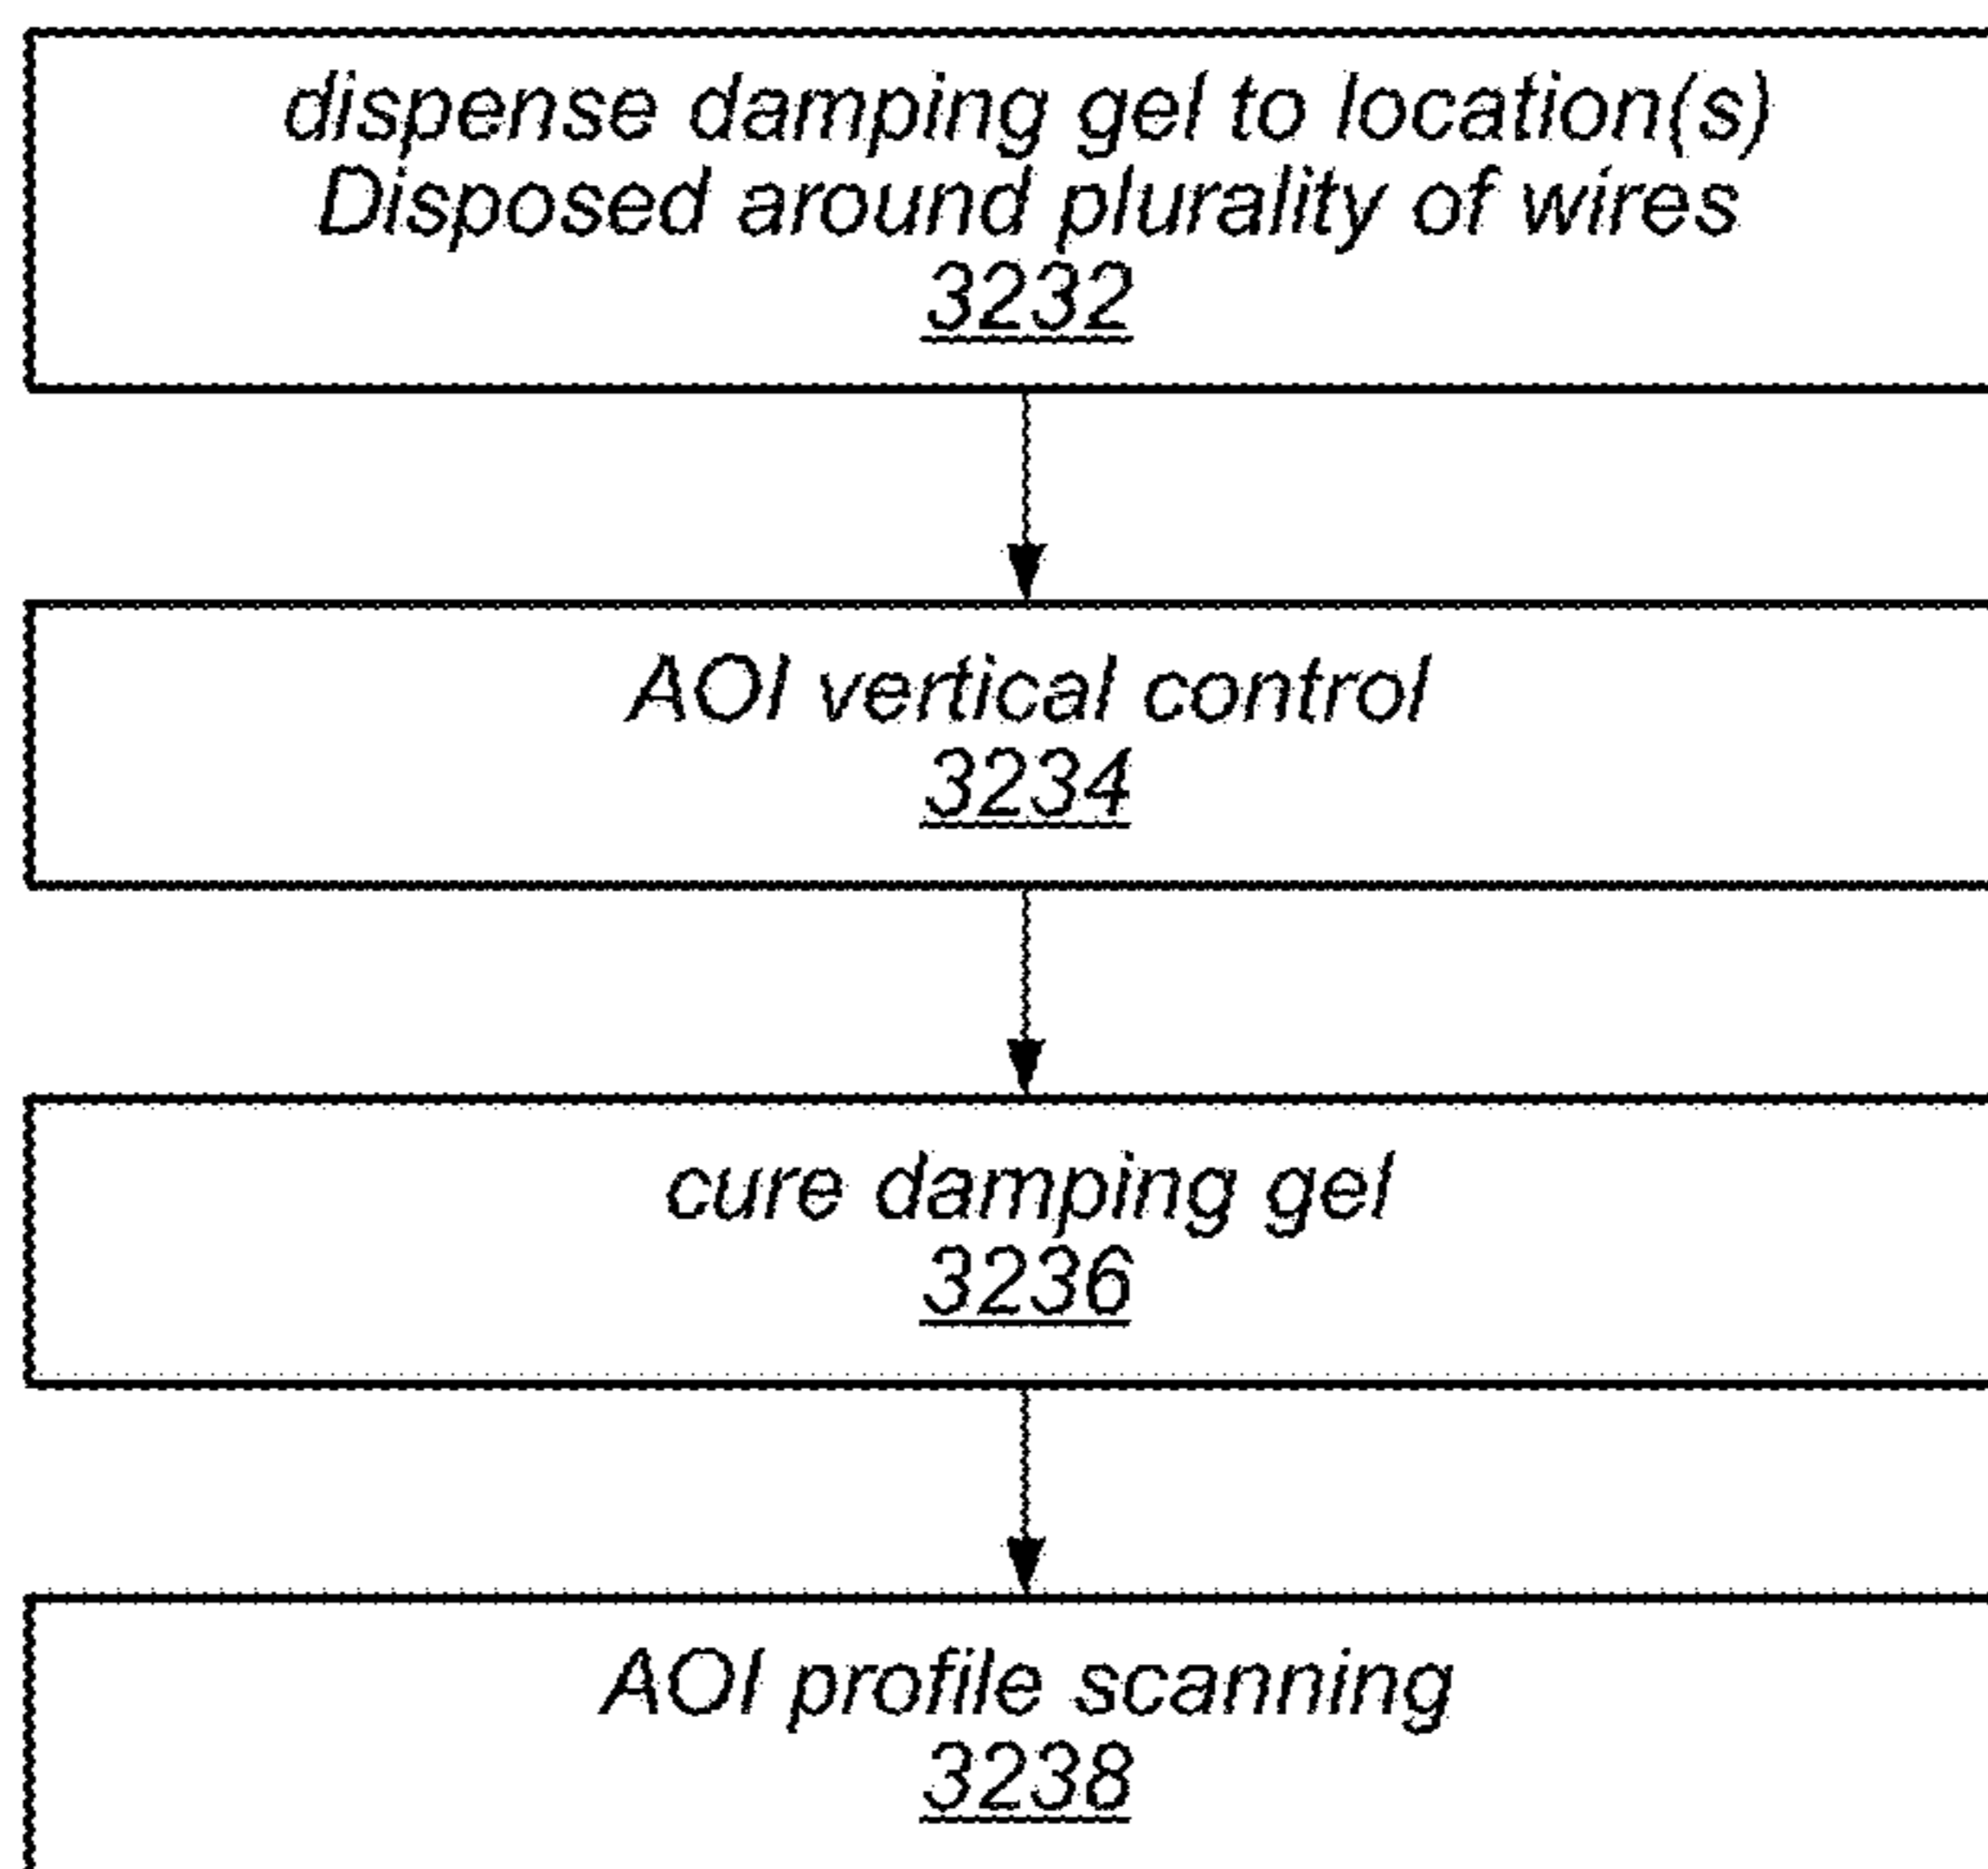 dispense damping gel to location(s)
Disposed around plurality of wires
3232
AOI vertical control
3234
cure damping gel
3236
AOI profile scanning
3238